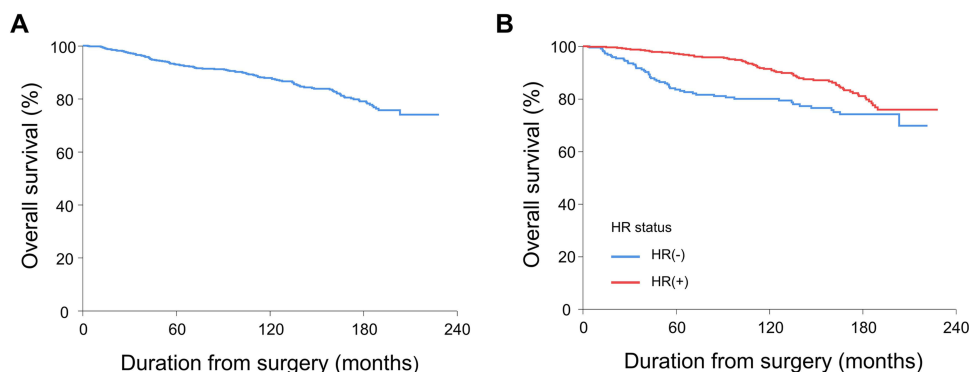 A
Overall survival (%)
100
80
60
40
20
0
0 60 120 180 240
Duration from surgery (months)
B
Overall survival (%)
100
80
60
40
20
0
HR status
HR(-)
HR(+)
0 60 120 180 240
Duration from surgery (months)